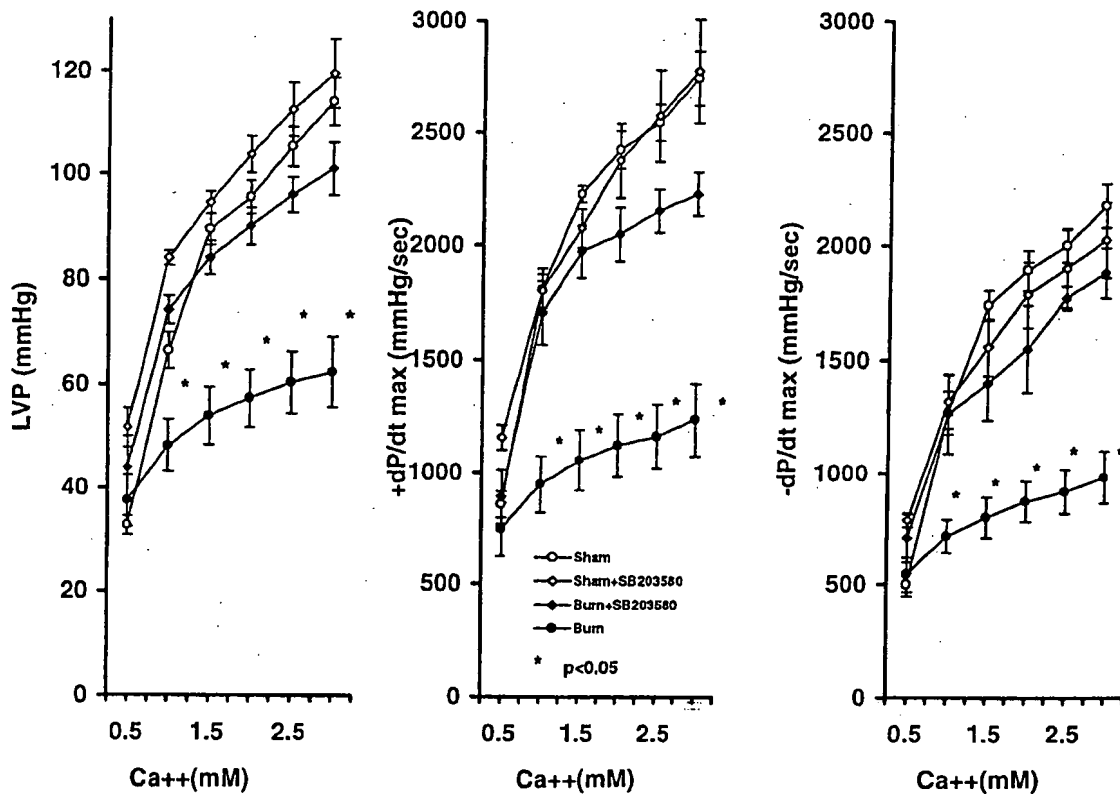 LVP (mmHg)
120
100
80
60
40
20
0
* * * * *
0.5 1.5 2.5
Ca++(mM)
+dP/dt max (mmHg/sec)
3000
2500
2000
1500
1000
500
0
* * * * *
Sham
Sham+SB203580
Burn+SB203580
Burn
* p<0.05
0.5 1.5 2.5
Ca++(mM)
-dP/dt max (mmHg/sec)
3000
2500
2000
1500
1000
500
0
* * * * *
0.5 1.5 2.5
Ca++(mM)